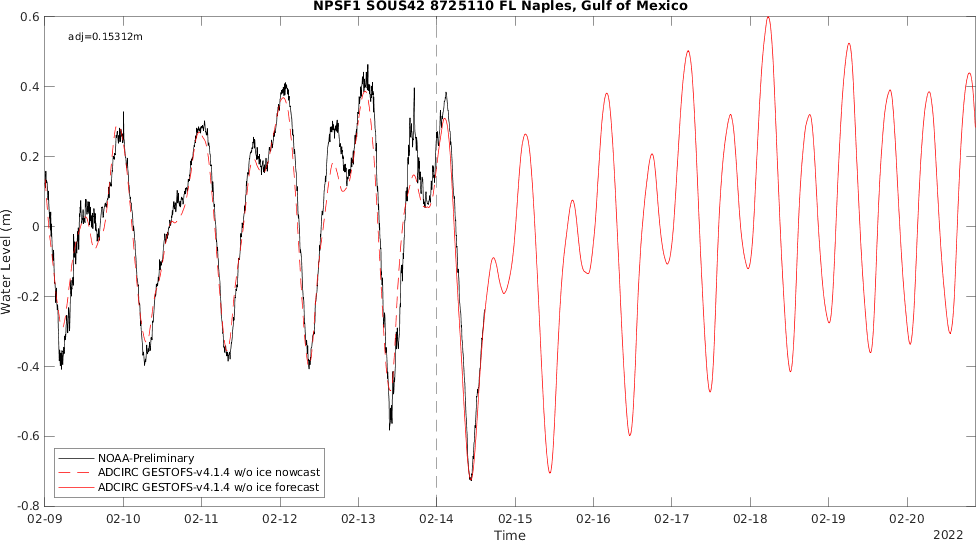 NPSF1 SOUS42 8725110 FL Naples, Gulf of Mexico
adj=0.15312m
0.6
0.4
0.2
0
-0.2
-0.4
-0.6
-0.8
Water Level (m)
NOAA-Preliminary
ADCIRC GESTOFS-v4.1.4 w/o ice nowcast
ADCIRC GESTOFS-v4.1.4 w/o ice forecast
02-09 02-10 02-11 02-12 02-13 02-14 02-15 02-16 02-17 02-18 02-19 02-20
Time
2022